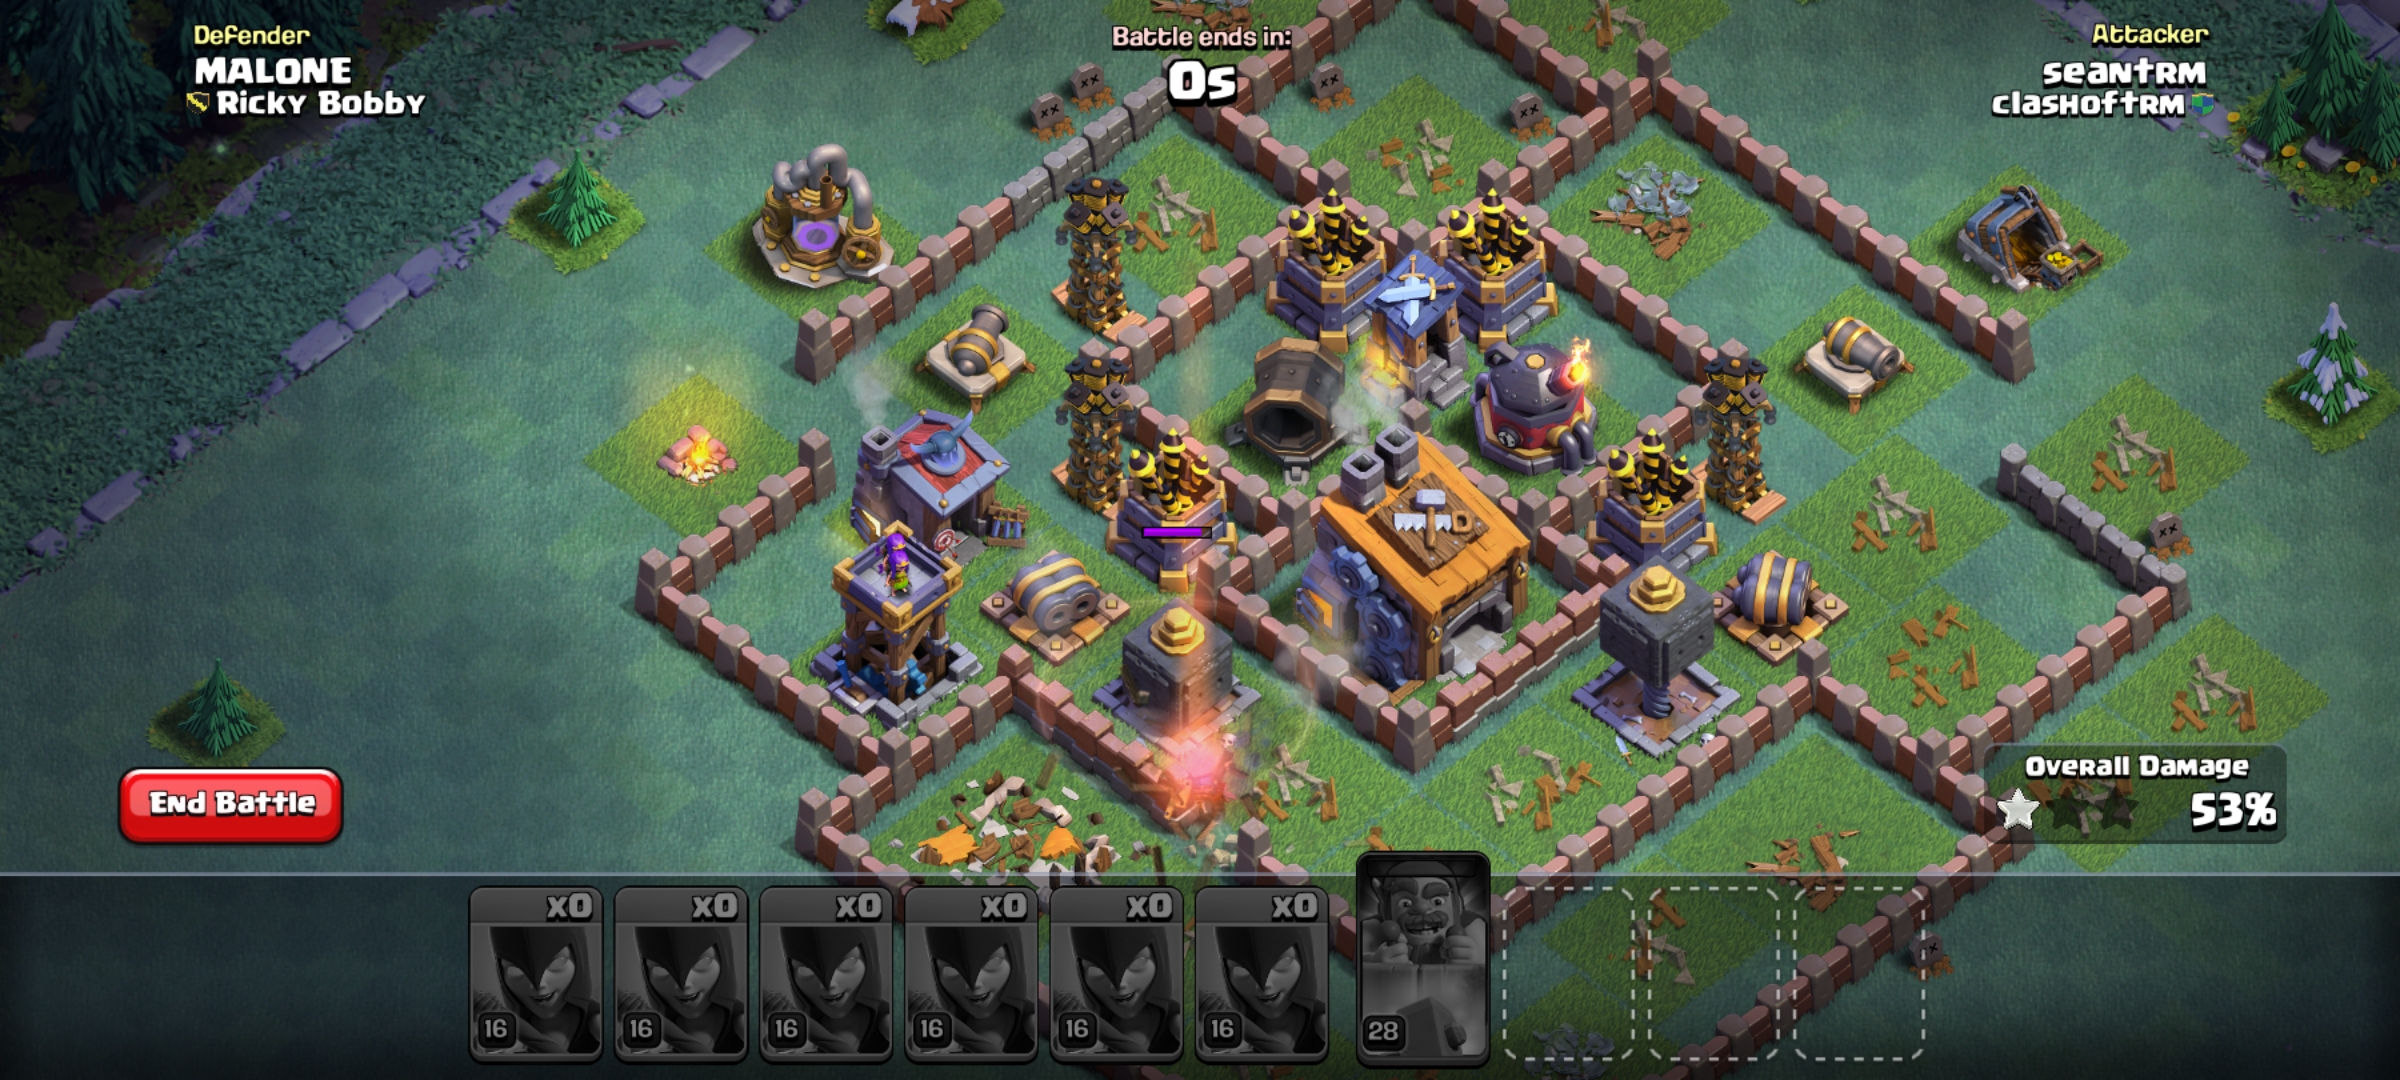 Defender
MALONE
Ricky Bobby
Battle ends in:
0s
Attacker
seantRM
clashoftRM
End Battle
Overall Damage
53%
x0
x0
x0
x0
x0
x0
16
16
16
16
16
16
28